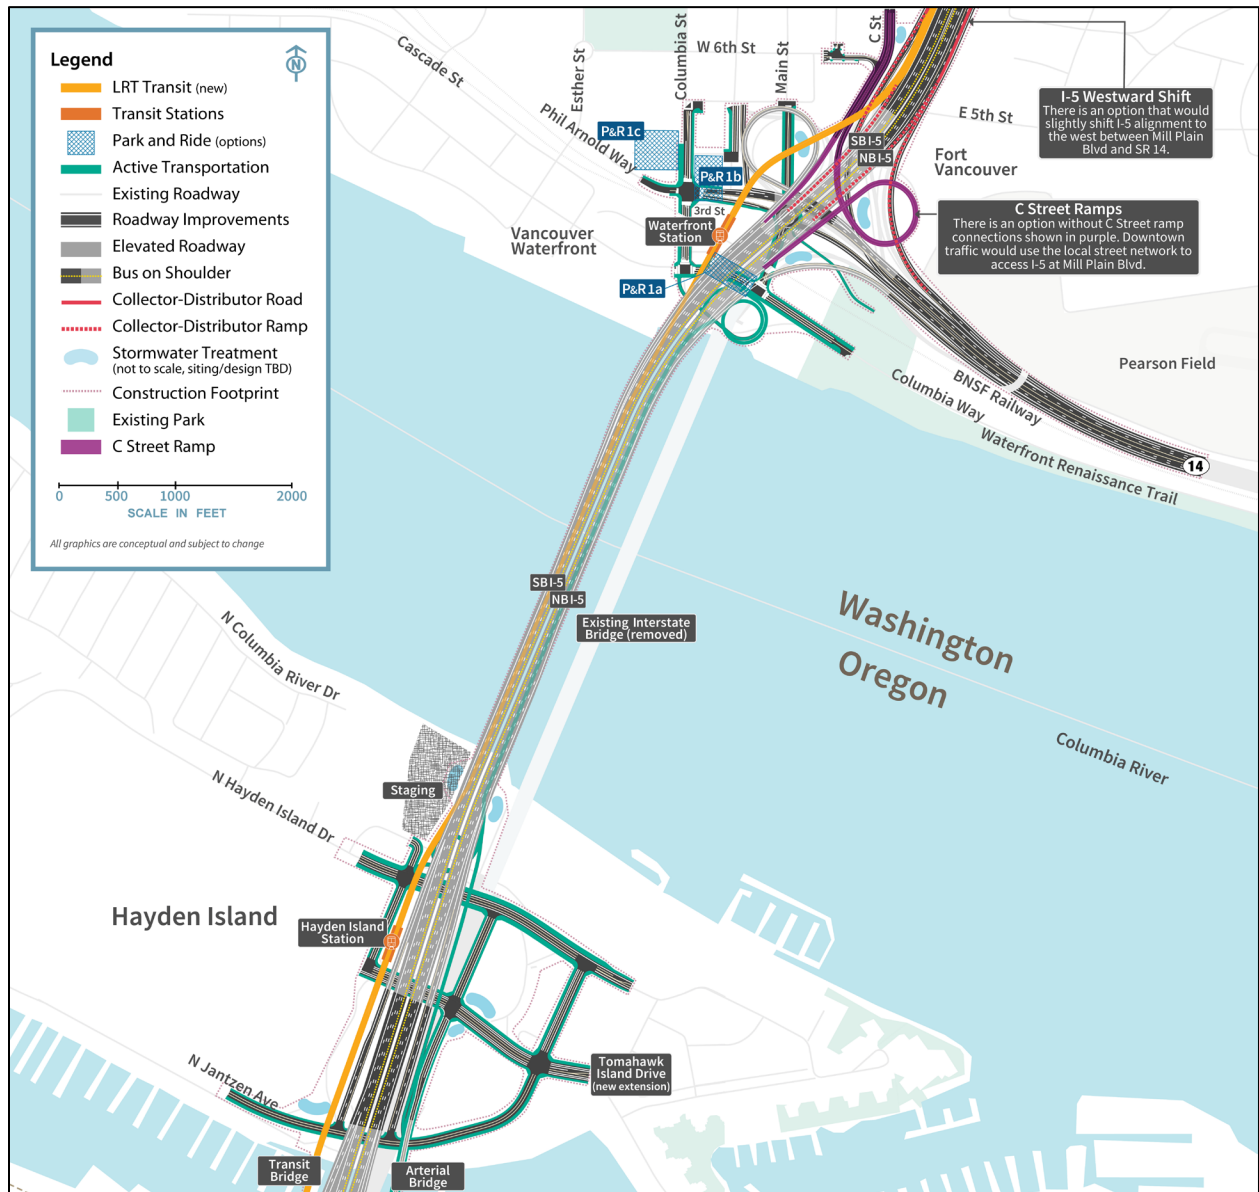 Legend
N
LRT Transit (new)
Transit Stations
Park and Ride (options)
Active Transportation
Existing Roadway
Roadway Improvements
Elevated Roadway
Bus on Shoulder
Collector-Distributor Road
Collector-Distributor Ramp
Stormwater Treatment
(not to scale, siting/design TBD)
Construction Footprint
Existing Park
C Street Ramp
0 500 1000 2000
SCALE IN FEET
All graphics are conceptual and subject to change
Cascade St
Esther St
Columbia St
W 6th St
Main St
C St
Phil Arnold Way
P&R 1c
P&R 1b
3rd St
Waterfront
Station
Vancouver
Waterfront
P&R 1a
SB I-5
NB I-5
E 5th St
Fort
Vancouver
I-5 Westward Shift
There is an option that would
slightly shift I-5 alignment to
the west between Mill Plain
Blvd and SR 14.
C Street Ramps
There is an option without C Street ramp
connections shown in purple. Downtown
traffic would use the local street network to
access I-5 at Mill Plain Blvd.
Pearson Field
BNSF Railway
Columbia Way
Waterfront Renaissance Trail
14
SB I-5
NB I-5
Existing Interstate
Bridge (removed)
Washington
Oregon
Columbia River
N Columbia River Dr
N Hayden Island Dr
Staging
Hayden Island
Hayden Island
Station
Tomahawk
Island Drive
(new extension)
N Jantzen Ave
Transit
Bridge
Arterial
Bridge